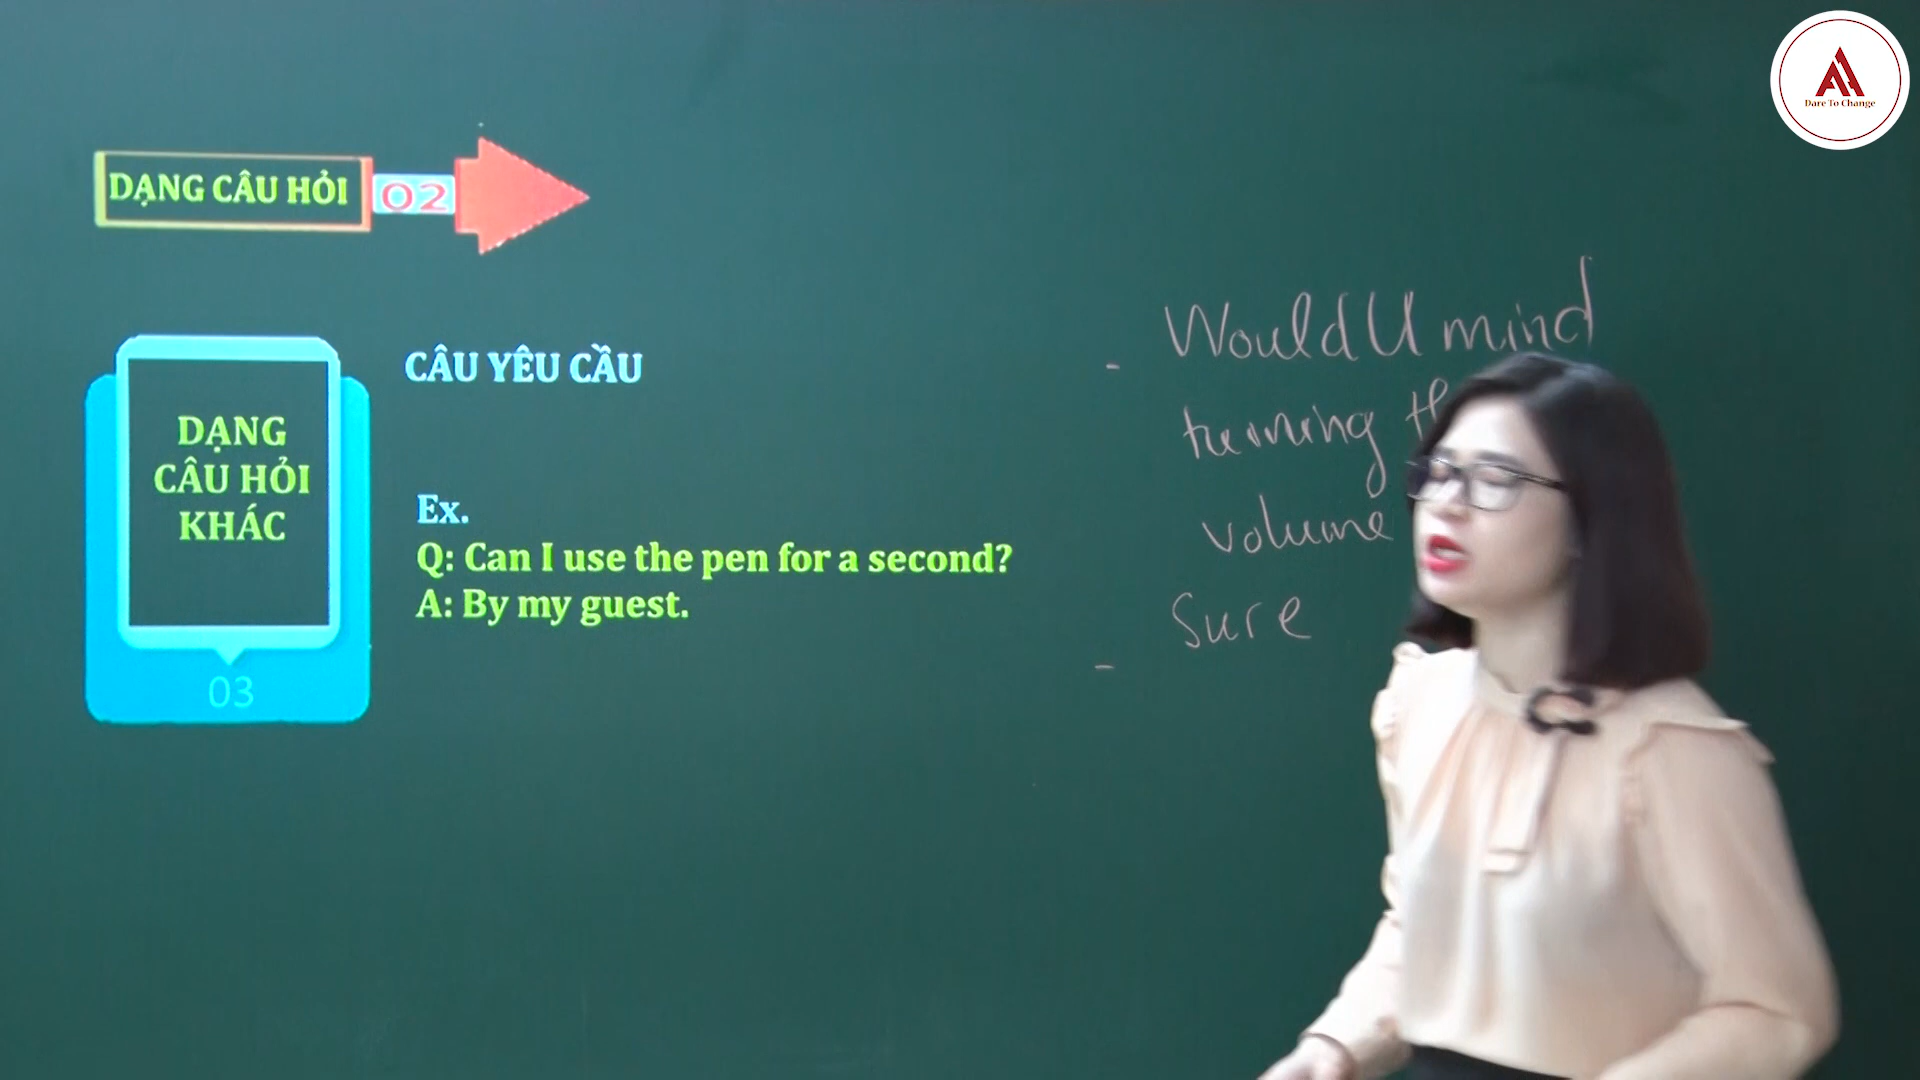 Dare To Change
DẠNG CÂU HỎI 02
CÂU YÊU CẦU
DẠNG
CÂU HỎI
KHÁC
03
Ex.
Q: Can I use the pen for a second?
A: By my guest.
- Would U mind
turning
volume
- Sure